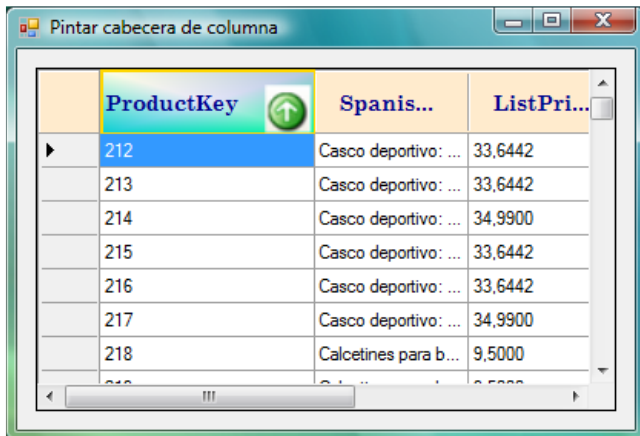 Pintar cabecera de columna
ProductKey Spanis... ListPri...
212 Casco deportivo: ... 33,6442
213 Casco deportivo: ... 33,6442
214 Casco deportivo: ... 34,9900
215 Casco deportivo: ... 33,6442
216 Casco deportivo: ... 33,6442
217 Casco deportivo: ... 34,9900
218 Calcetines para b... 9,5000